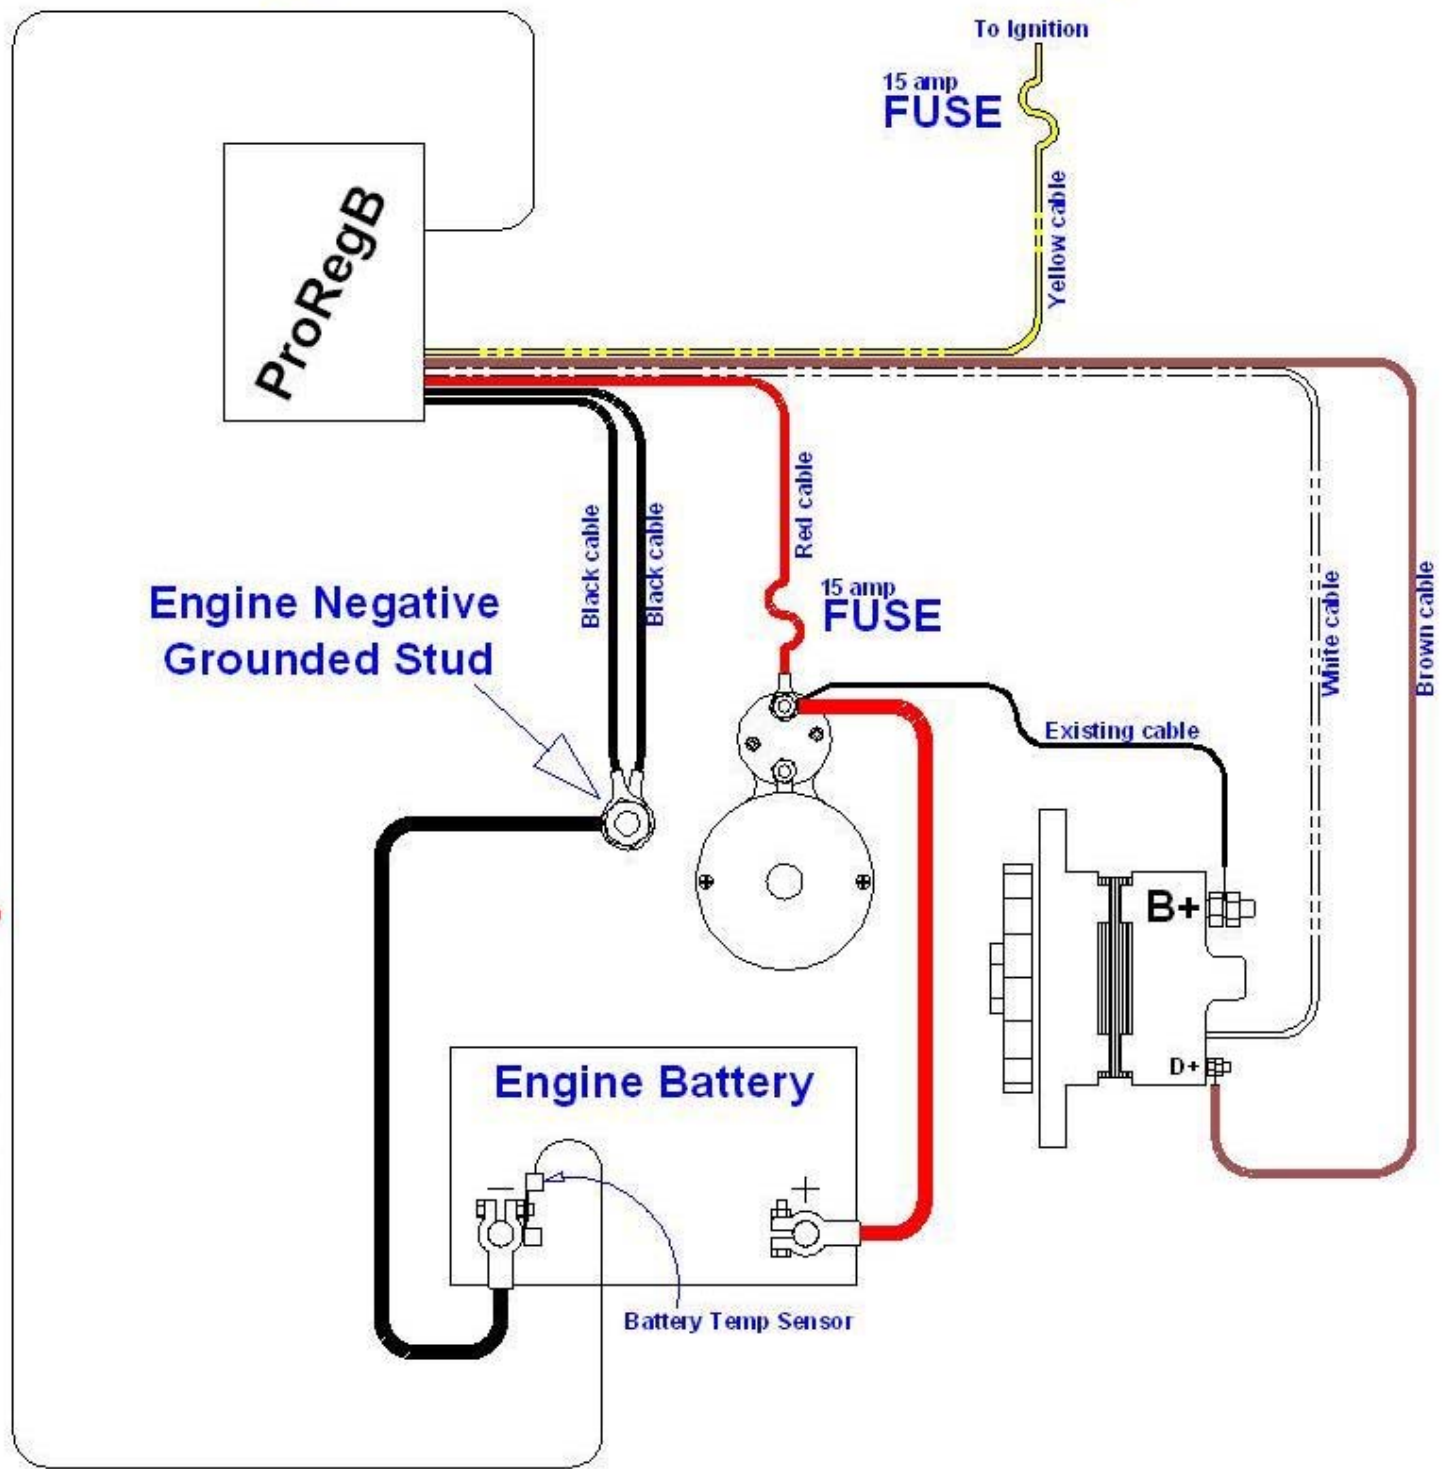 To Ignition
15 amp
FUSE
Yellow cable
ProRegB
Black cable
Black cable
Red cable
15 amp
FUSE
Engine Negative
Grounded Stud
White cable
Brown cable
Existing cable
B+
D+
Engine Battery
−
+
Battery Temp Sensor